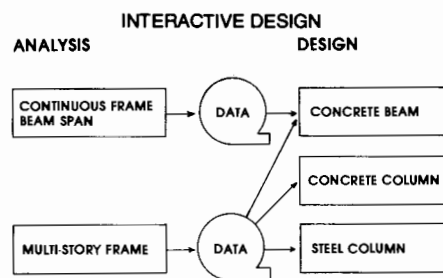 INTERACTIVE DESIGN
ANALYSIS
DESIGN
CONTINUOUS FRAME
BEAM SPAN
DATA
CONCRETE BEAM
CONCRETE COLUMN
MULTI-STORY FRAME
DATA
STEEL COLUMN